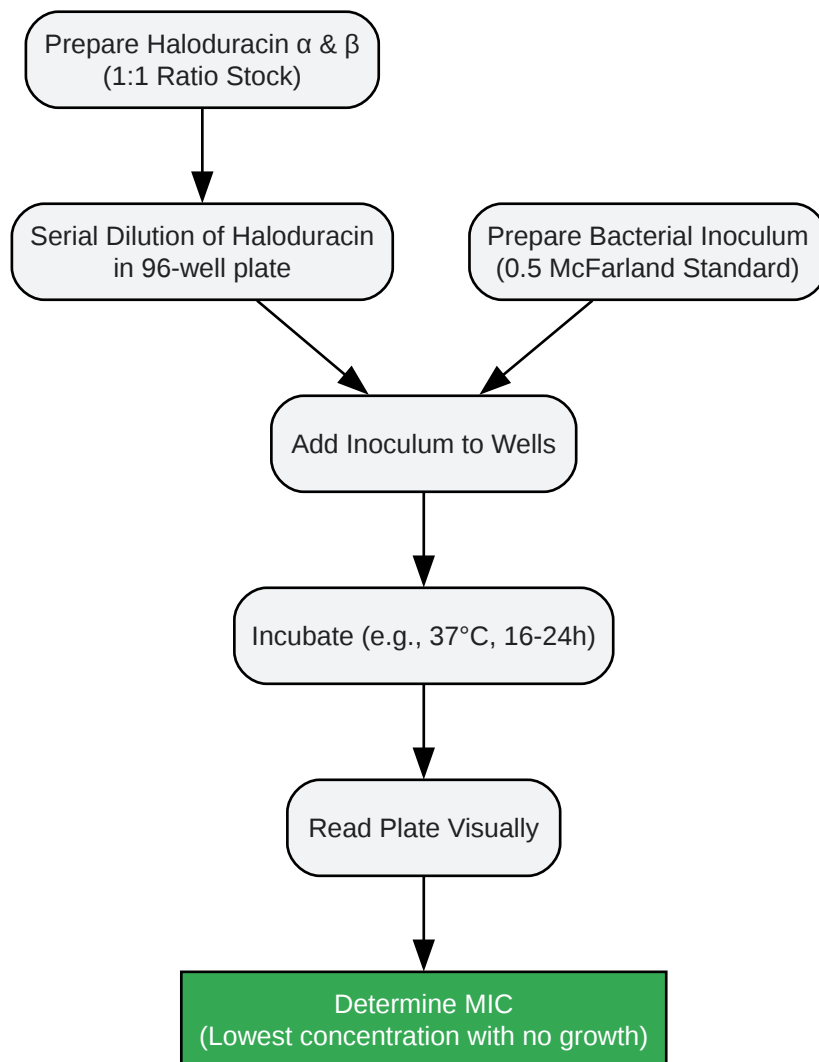 Prepare Haloduracin α & β
(1:1 Ratio Stock)
Serial Dilution of Haloduracin
in 96-well plate
Prepare Bacterial Inoculum
(0.5 McFarland Standard)
Add Inoculum to Wells
Incubate (e.g., 37°C, 16-24h)
Read Plate Visually
Determine MIC
(Lowest concentration with no growth)